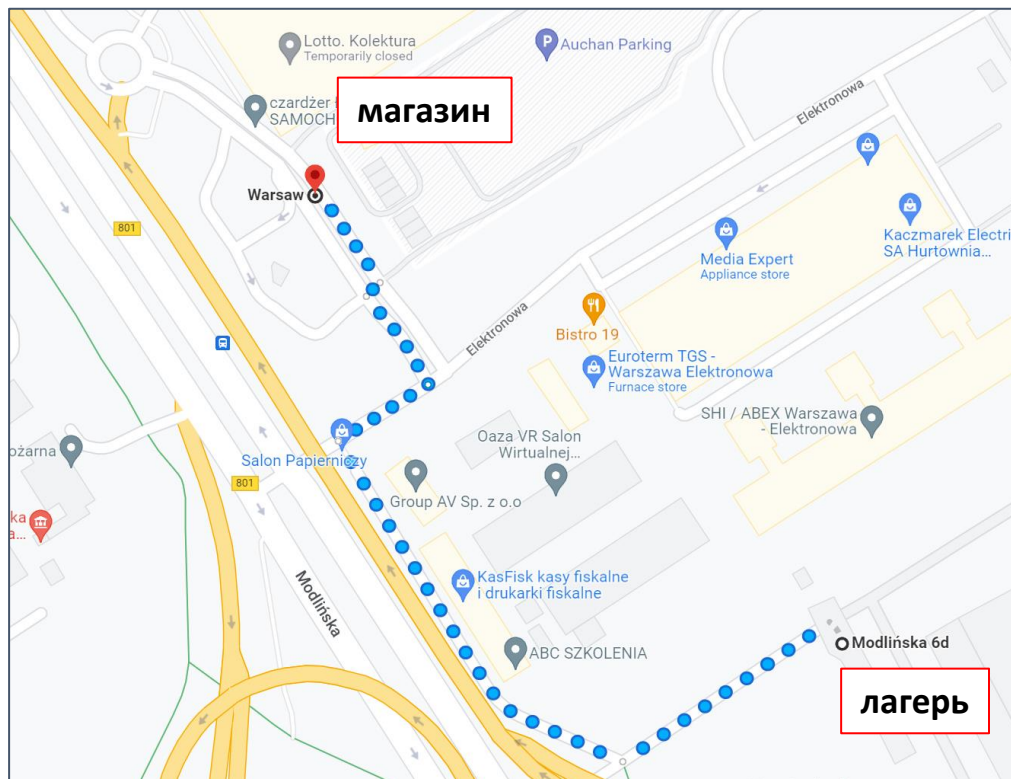 Lotto. Kolektura
Temporarily closed
Auchan Parking
czardżer
SAMOCH
магазин
Elektronowa
Warsaw
801
Kaczmarek Electri
SA Hurtownia...
Media Expert
Appliance store
Elektronowa
Bistro 19
Euroterm TGS -
Warszawa Elektronowa
Furnace store
SHI / ABEX Warszawa
- Elektronowa
Oaza VR Salon
Wirtualnej...
ożarna
Salon Papierniczy
801
Group AV Sp. z o.o
ka
a...
KasFisk kasy fiskalne
i drukarki fiskalne
Modlińska
ABC SZKOLENIA
Modlińska 6d
лагерь